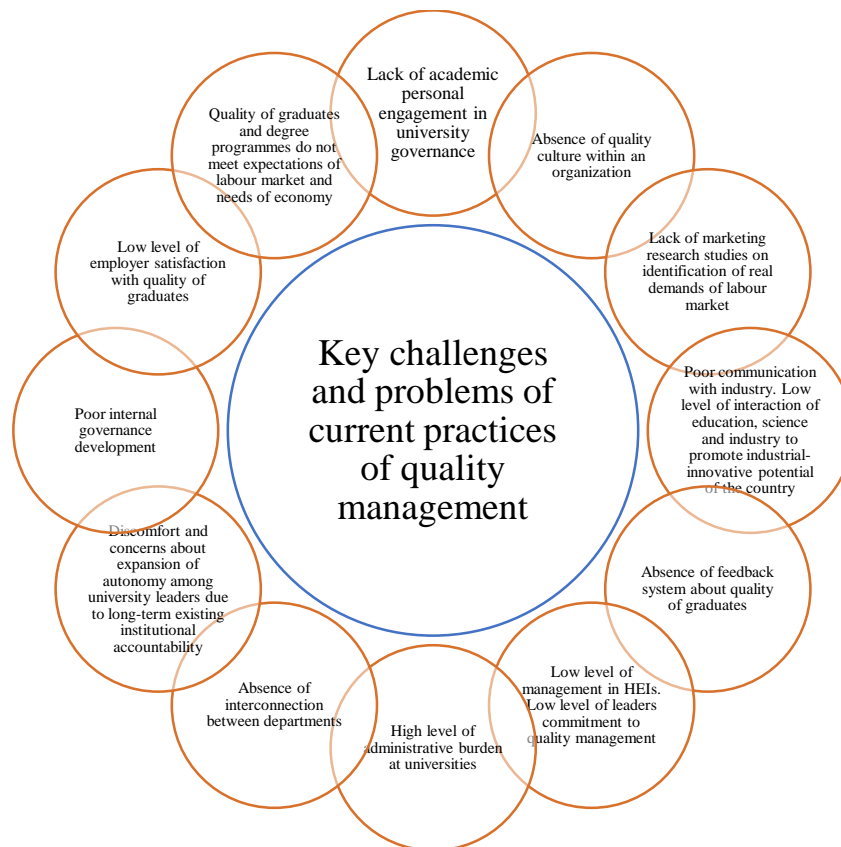 Lack of academic
personal
engagement in
university
governance
Absence of quality
culture within an
organization
Lack of marketing
research studies on
identification of real
demands of labour
market
Poor communication
with industry. Low
level of interaction of
education, science
and industry to
promote industrial-
innovative potential
of the country
Absence of feedback
system about quality
of graduates
Low level of
management in HEIs.
Low level of leaders
commitment to
quality management
High level of
administrative burden
at universities
Absence of
interconnection
between departments
Discomfort and
concerns about
expansion of
autonomy among
university leaders due
to long-term existing
institutional
accountability
Poor internal
governance
development
Low level of
employer satisfaction
with quality of
graduates
Quality of graduates
and degree
programmes do not
meet expectations of
labour market and
needs of economy
Key challenges
and problems of
current practices
of quality
management